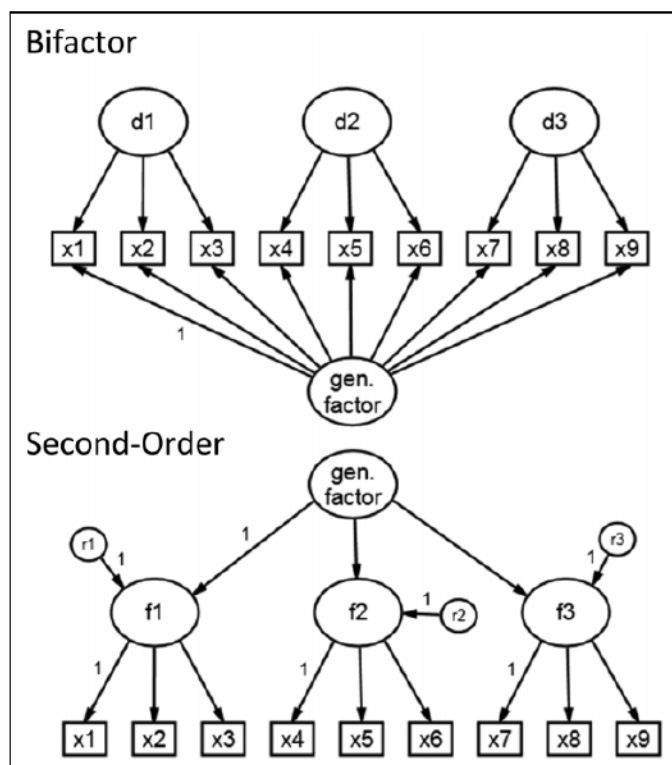 Bifactor
d1 d2 d3
x1 x2 x3 x4 x5 x6 x7 x8 x9
1
gen.
factor
Second-Order
gen.
factor
r1 1 1 1 r3
f1 f2 1 r2 f3
1 1 1
x1 x2 x3 x4 x5 x6 x7 x8 x9